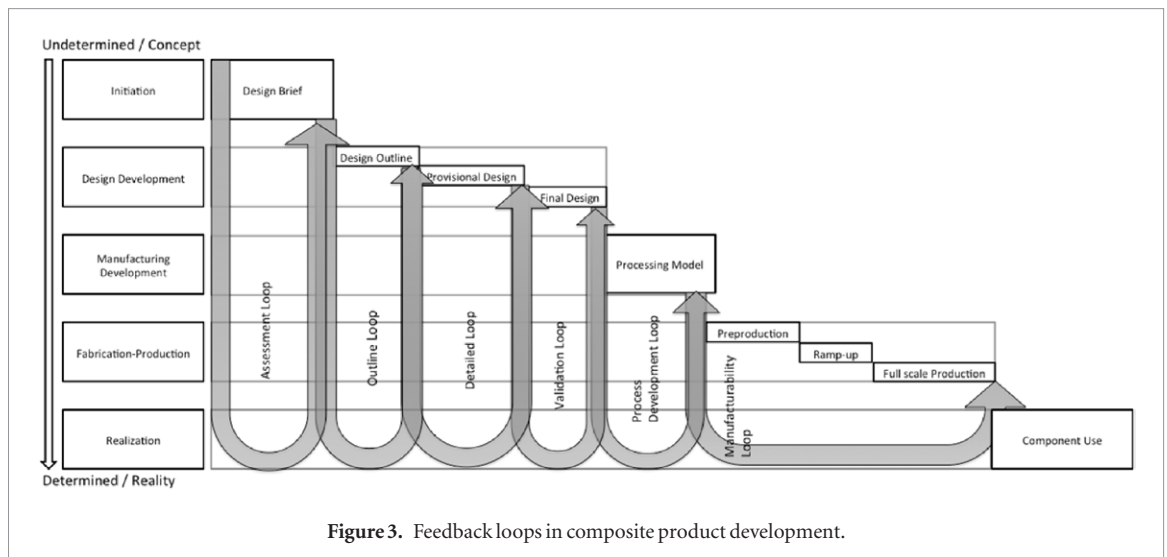 Undetermined / Concept
Initiation
Design Brief
Design Development
Design Outline
Provisional Design
Final Design
Manufacturing
Development
Processing Model
Fabrication-Production
Preproduction
Ramp-up
Full scale Production
Assessment Loop
Outline Loop
Detailed Loop
Validation Loop
Process
Development Loop
Manufacturability
Loop
Realization
Component Use
Determined / Reality
Figure 3. Feedback loops in composite product development.